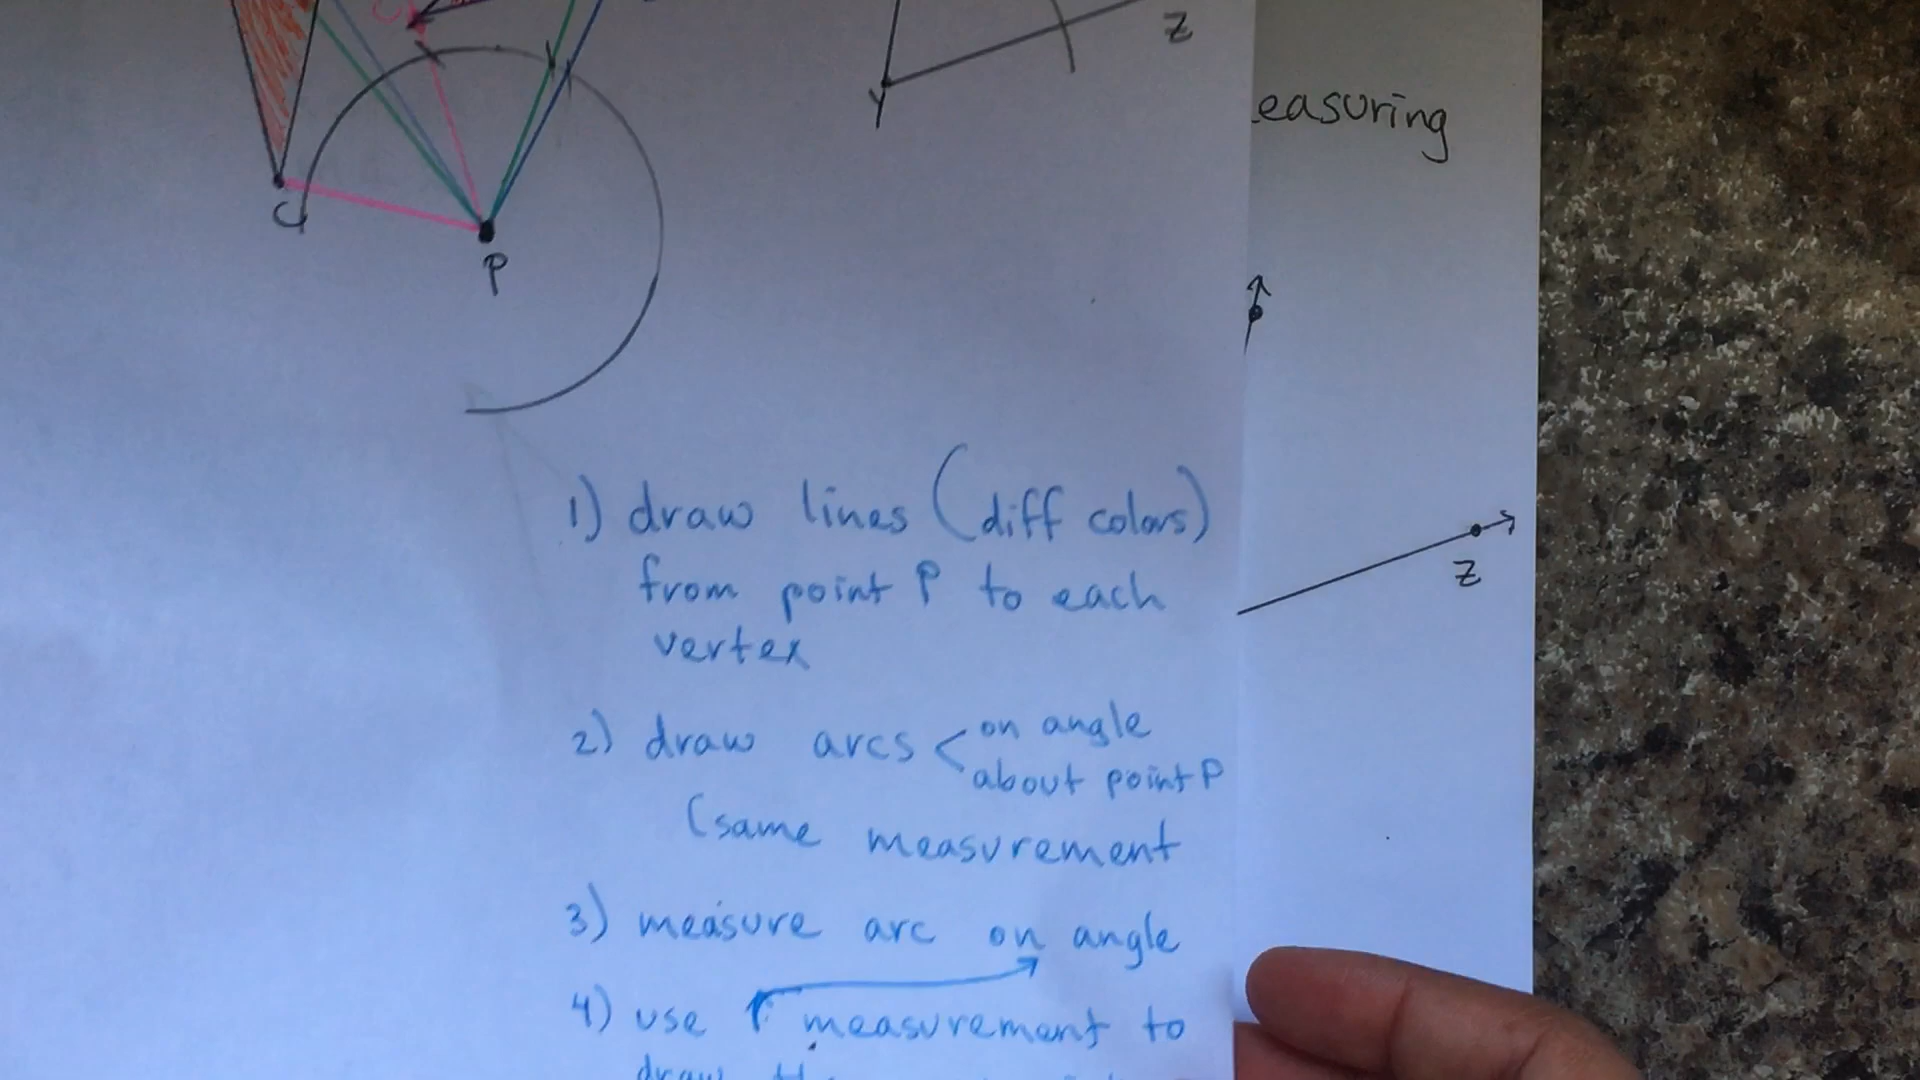 Z
Y
easuring
C
P
1) draw lines (diff colors)
from point P to each
vertex
Z
2) draw arcs < on angle
about point P
(same measurement
3) measure arc on angle
4) use ↑ measurement to
draw